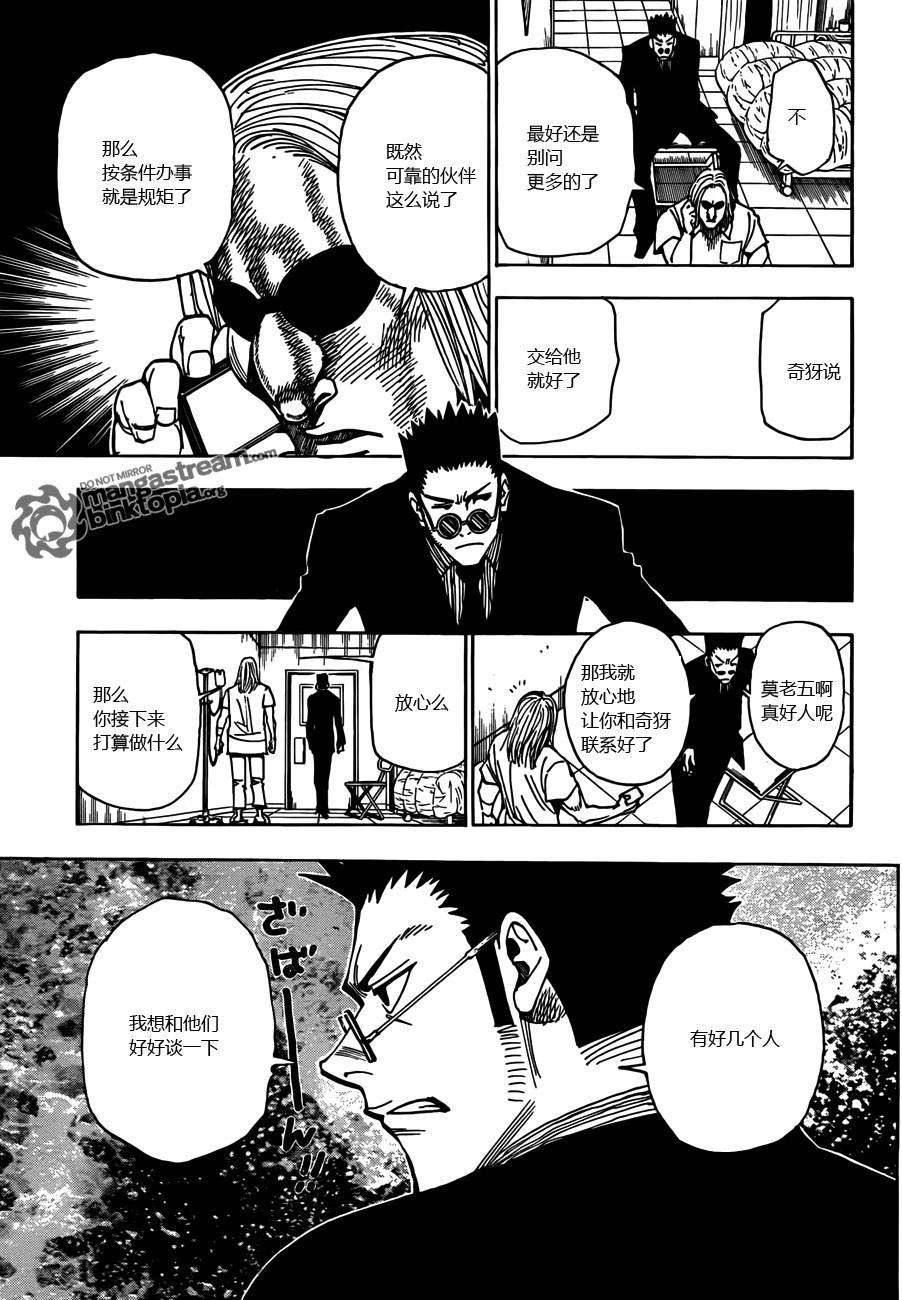 不
最好还是
别问
更多的了
奇犽说
交给他
就好了
既然
可靠的伙伴
这么说了
那么
按条件办事
就是规矩了
DO NOT MIRROR
mangastream.com
binktopia.org
莫老五啊
真好人呢
那我就
放心地
让你和奇犽
联系好了
放心么
那么
你接下来
打算做什么
有好几个人
ざばーん!!
我想和他们
好好谈一下